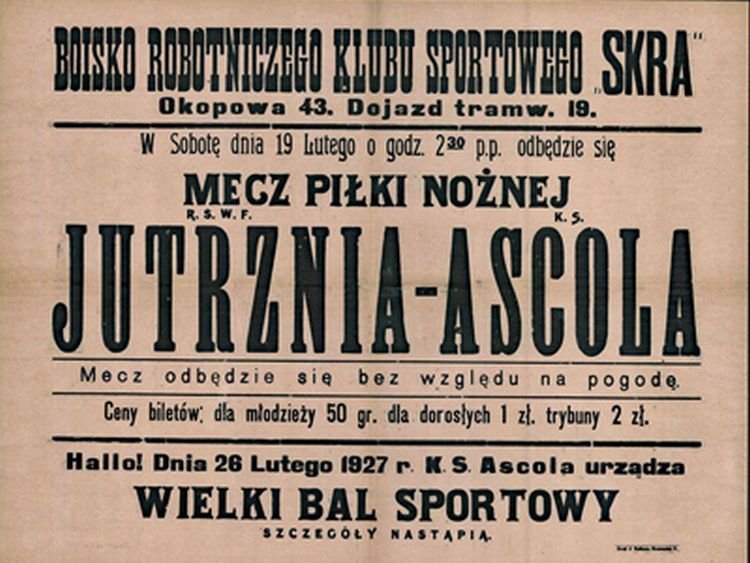 BOISKO ROBOTNICZEGO KLUBU SPORTOWEGO „SKRA“
Okopowa 43. Dojazd tramw. 19.
W Sobotę dnia 19 Lutego o godz. 2³⁰ p.p. odbędzie się
MECZ PIŁKI NOŻNEJ
R. S. W. F. K. S.
JUTRZNIA-ASCOLA
Mecz odbędzie się bez względu na pogodę.
Ceny biletów: dla młodzieży 50 gr. dla dorosłych 1 zł. trybuny 2 zł.
Hallo! Dnia 26 Lutego 1927 r. K. S. Ascola urządza
WIELKI BAL SPORTOWY
SZCZEGÓŁY NASTĄPIĄ.